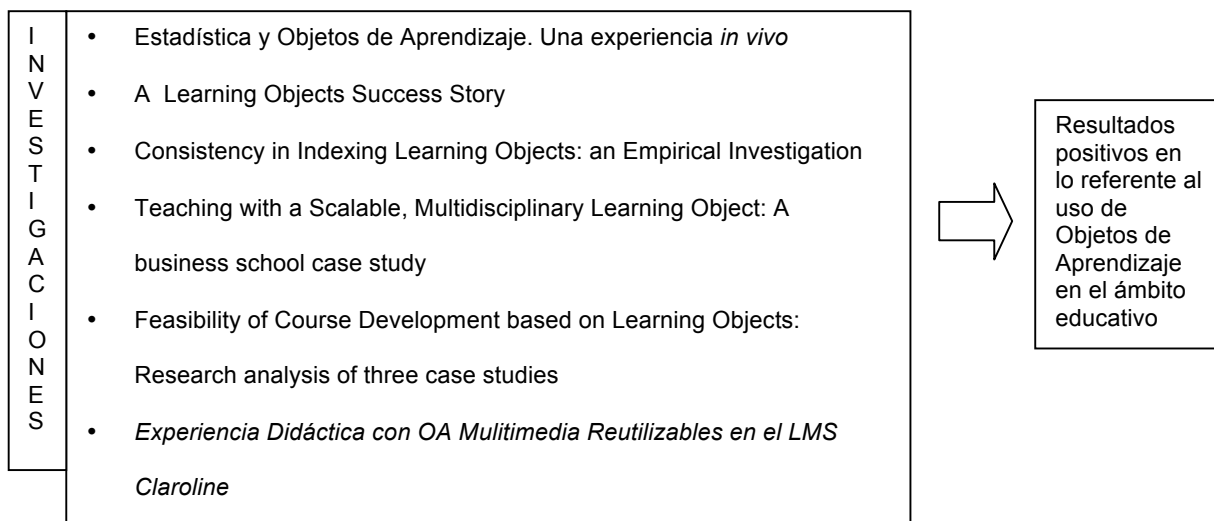 INVESTIGACIONES
• Estadística y Objetos de Aprendizaje. Una experiencia in vivo
• A Learning Objects Success Story
• Consistency in Indexing Learning Objects: an Empirical Investigation
• Teaching with a Scalable, Multidisciplinary Learning Object: A
business school case study
• Feasibility of Course Development based on Learning Objects:
Research analysis of three case studies
• Experiencia Didáctica con OA Mulitimedia Reutilizables en el LMS
Claroline
Resultados
positivos en
lo referente al
uso de
Objetos de
Aprendizaje
en el ámbito
educativo